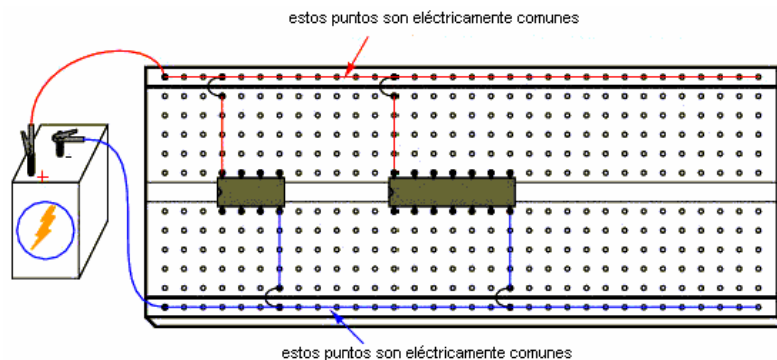 estos puntos son eléctricamente comunes
+
-
estos puntos son eléctricamente comunes